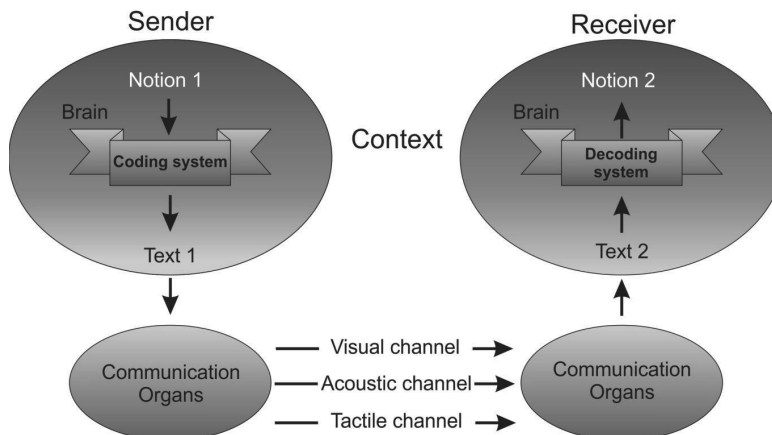 Sender
Receiver
Notion 1
Notion 2
Brain
Brain
Context
Coding system
Decoding
system
Text 1
Text 2
Communication
Organs
Visual channel
Acoustic channel
Tactile channel
Communication
Organs